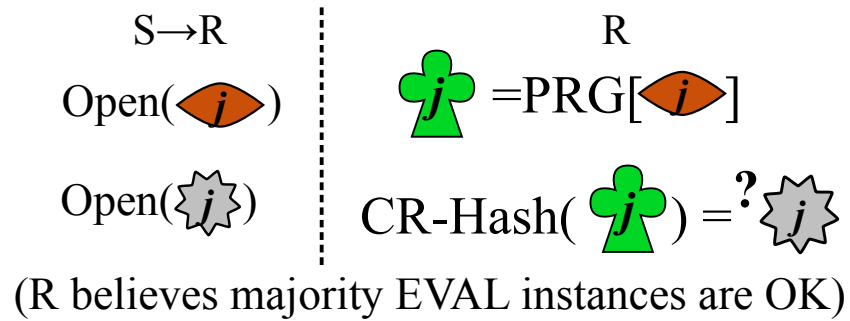 S→R
Open( j )
Open( j )
R
j =PRG[ j ]
CR-Hash( j ) =? j
(R believes majority EVAL instances are OK)